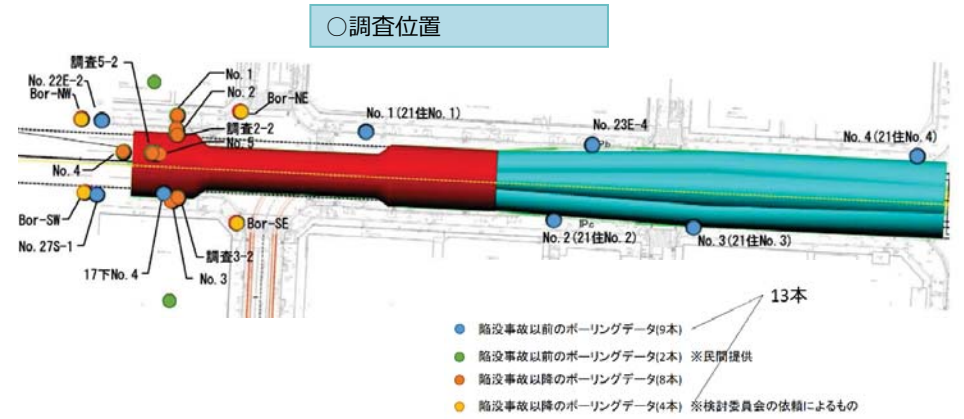 ○調査位置
調査5-2
No. 22E-2
Bor-NW
No. 1
No. 2
Bor-NE
No. 1 (21住No. 1)
No. 23E-4
No. 4 (21住No. 4)
調査2-2
No. 5
No. 4
Bor-SW
No. 27S-1
17下No. 4
No. 3
調査3-2
Bor-SE
No. 2 (21住No. 2)
No. 3 (21住No. 3)
13本
陥没事故以前のボーリングデータ(9本)
陥没事故以前のボーリングデータ(2本) ※民間提供
陥没事故以降のボーリングデータ(8本)
陥没事故以降のボーリングデータ(4本) ※検討委員会の依頼によるもの